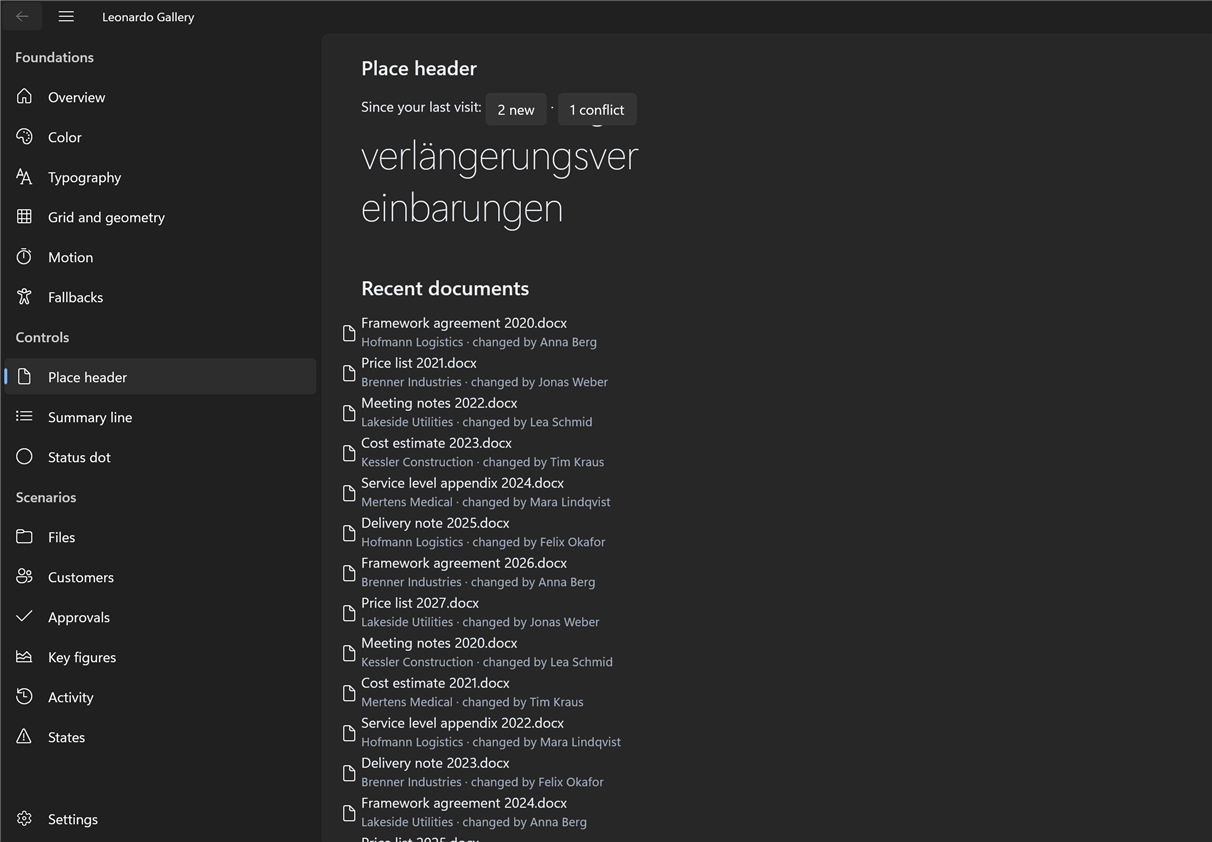 Leonardo Gallery
Foundations
Overview
Color
Typography
Grid and geometry
Motion
Fallbacks
Controls
Place header
Summary line
Status dot
Scenarios
Files
Customers
Approvals
Key figures
Activity
States
Settings
Place header
Since your last visit: 2 new · 1 conflict
verlängerungsver
einbarungen
Recent documents
Framework agreement 2020.docx
Hofmann Logistics · changed by Anna Berg
Price list 2021.docx
Brenner Industries · changed by Jonas Weber
Meeting notes 2022.docx
Lakeside Utilities · changed by Lea Schmid
Cost estimate 2023.docx
Kessler Construction · changed by Tim Kraus
Service level appendix 2024.docx
Mertens Medical · changed by Mara Lindqvist
Delivery note 2025.docx
Hofmann Logistics · changed by Felix Okafor
Framework agreement 2026.docx
Brenner Industries · changed by Anna Berg
Price list 2027.docx
Lakeside Utilities · changed by Jonas Weber
Meeting notes 2020.docx
Kessler Construction · changed by Lea Schmid
Cost estimate 2021.docx
Mertens Medical · changed by Tim Kraus
Service level appendix 2022.docx
Hofmann Logistics · changed by Mara Lindqvist
Delivery note 2023.docx
Brenner Industries · changed by Felix Okafor
Framework agreement 2024.docx
Lakeside Utilities · changed by Anna Berg
Price list 2025.docx